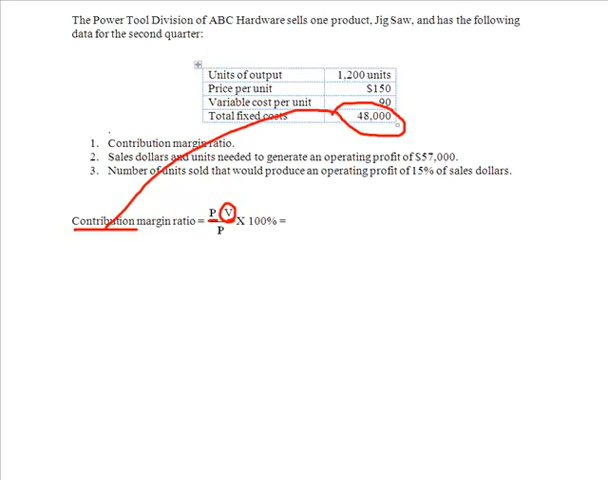 The Power Tool Division of ABC Hardware sells one product, Jig Saw, and has the following
data for the second quarter:
Units of output 1,200 units
Price per unit $150
Variable cost per unit 90
Total fixed costs 48,000
1. Contribution margin ratio.
2. Sales dollars and units needed to generate an operating profit of $57,000.
3. Number of units sold that would produce an operating profit of 15% of sales dollars.
Contribution margin ratio = P V X 100% =
P